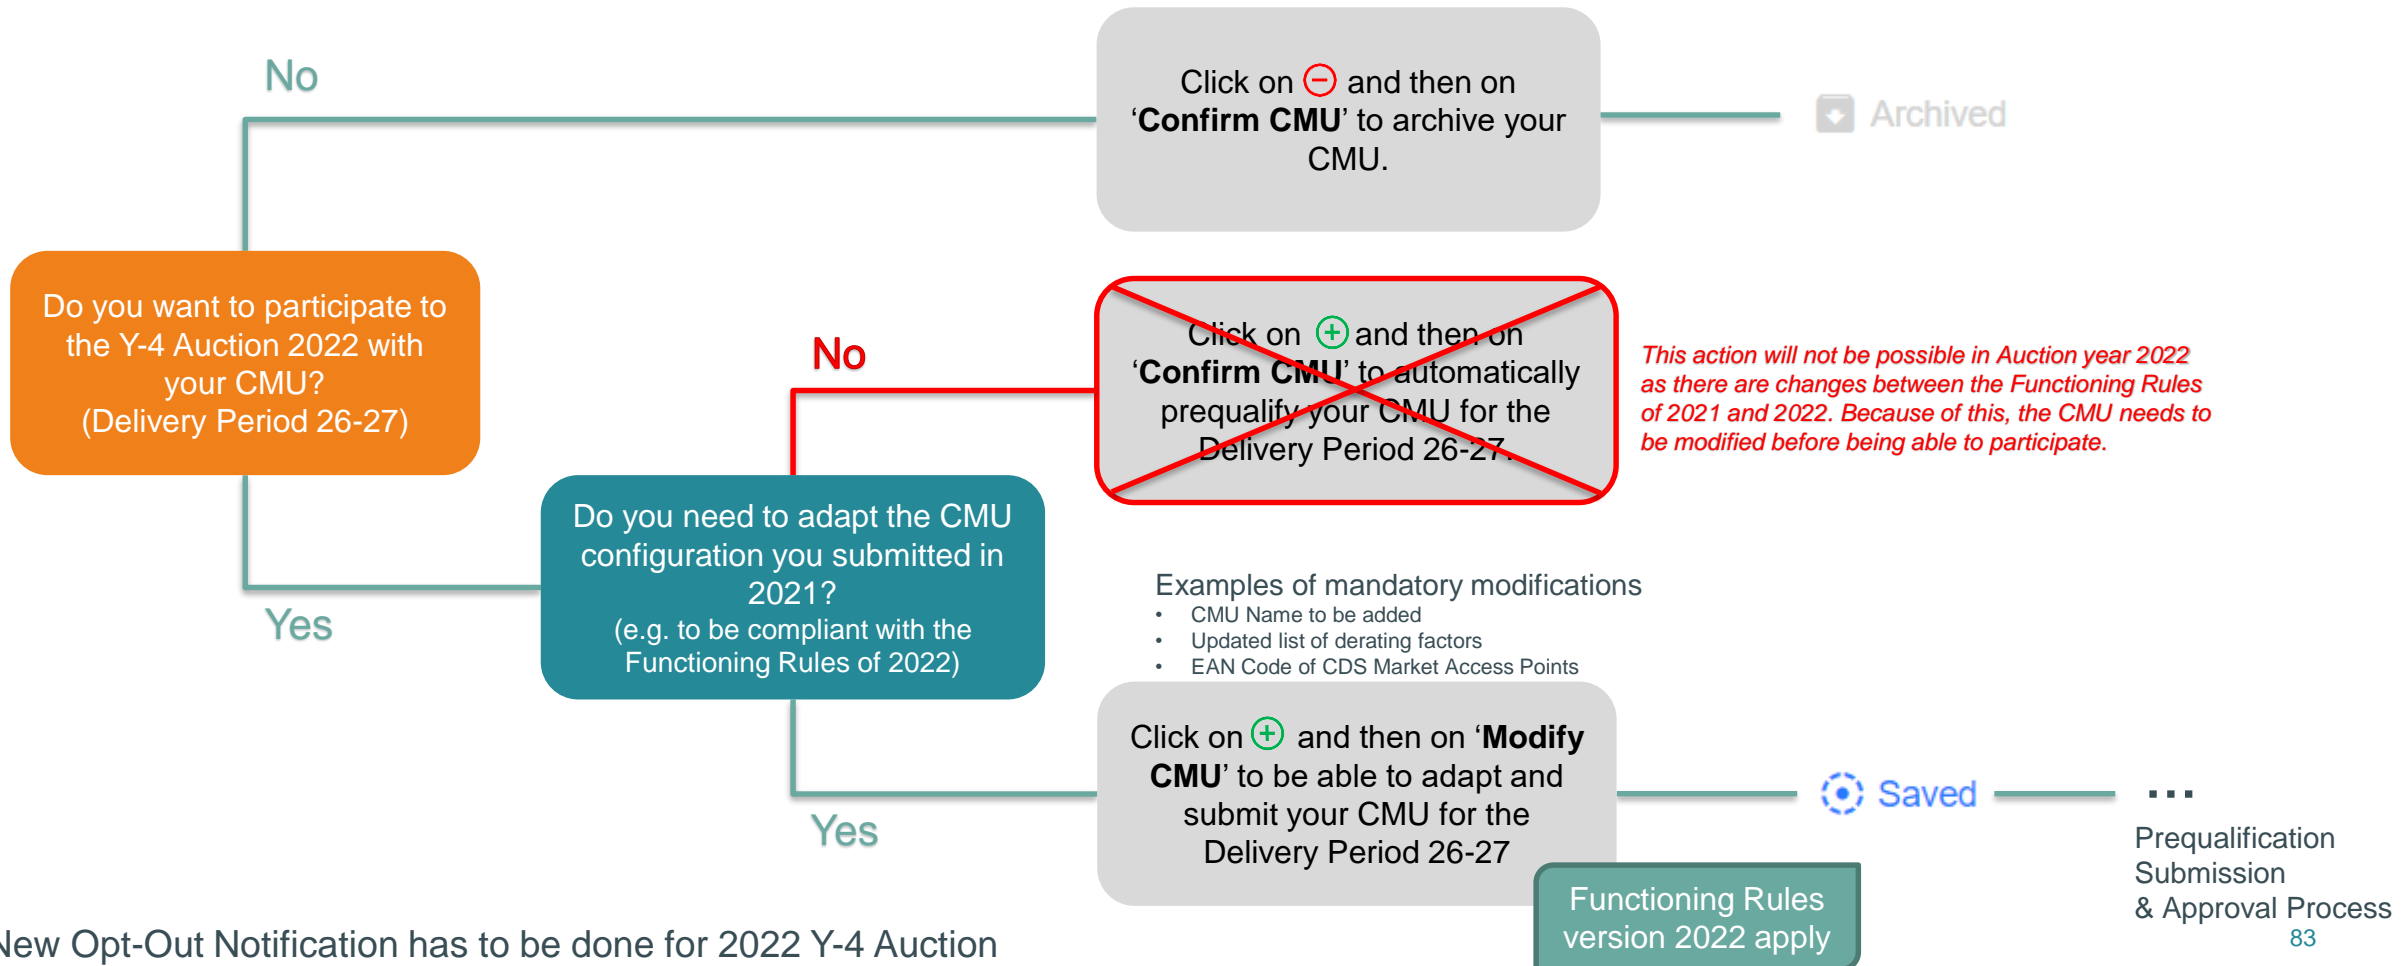 No
Click on ⊖ and then on
‘Confirm CMU’ to archive your
CMU.
Archived
Do you want to participate to
the Y-4 Auction 2022 with
your CMU?
(Delivery Period 26-27)
No
Click on ⊕ and then on
‘Confirm CMU’ to automatically
prequalify your CMU for the
Delivery Period 26-27.
This action will not be possible in Auction year 2022
as there are changes between the Functioning Rules
of 2021 and 2022. Because of this, the CMU needs to
be modified before being able to participate.
Do you need to adapt the CMU
configuration you submitted in
2021?
(e.g. to be compliant with the
Functioning Rules of 2022)
Yes
Examples of mandatory modifications
• CMU Name to be added
• Updated list of derating factors
• EAN Code of CDS Market Access Points
Click on ⊕ and then on ‘Modify
CMU’ to be able to adapt and
submit your CMU for the
Delivery Period 26-27
Yes
Saved
...
Prequalification
Submission
& Approval Process
Functioning Rules
version 2022 apply
New Opt-Out Notification has to be done for 2022 Y-4 Auction
83